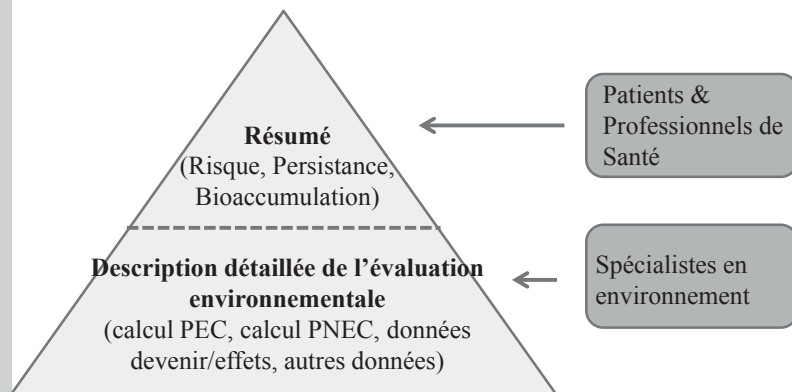 Résumé
(Risque, Persistance,
Bioaccumulation)
Description détaillée de l’évaluation
environnementale
(calcul PEC, calcul PNEC, données
devenir/effets, autres données)
Patients &
Professionnels de
Santé
Spécialistes en
environnement